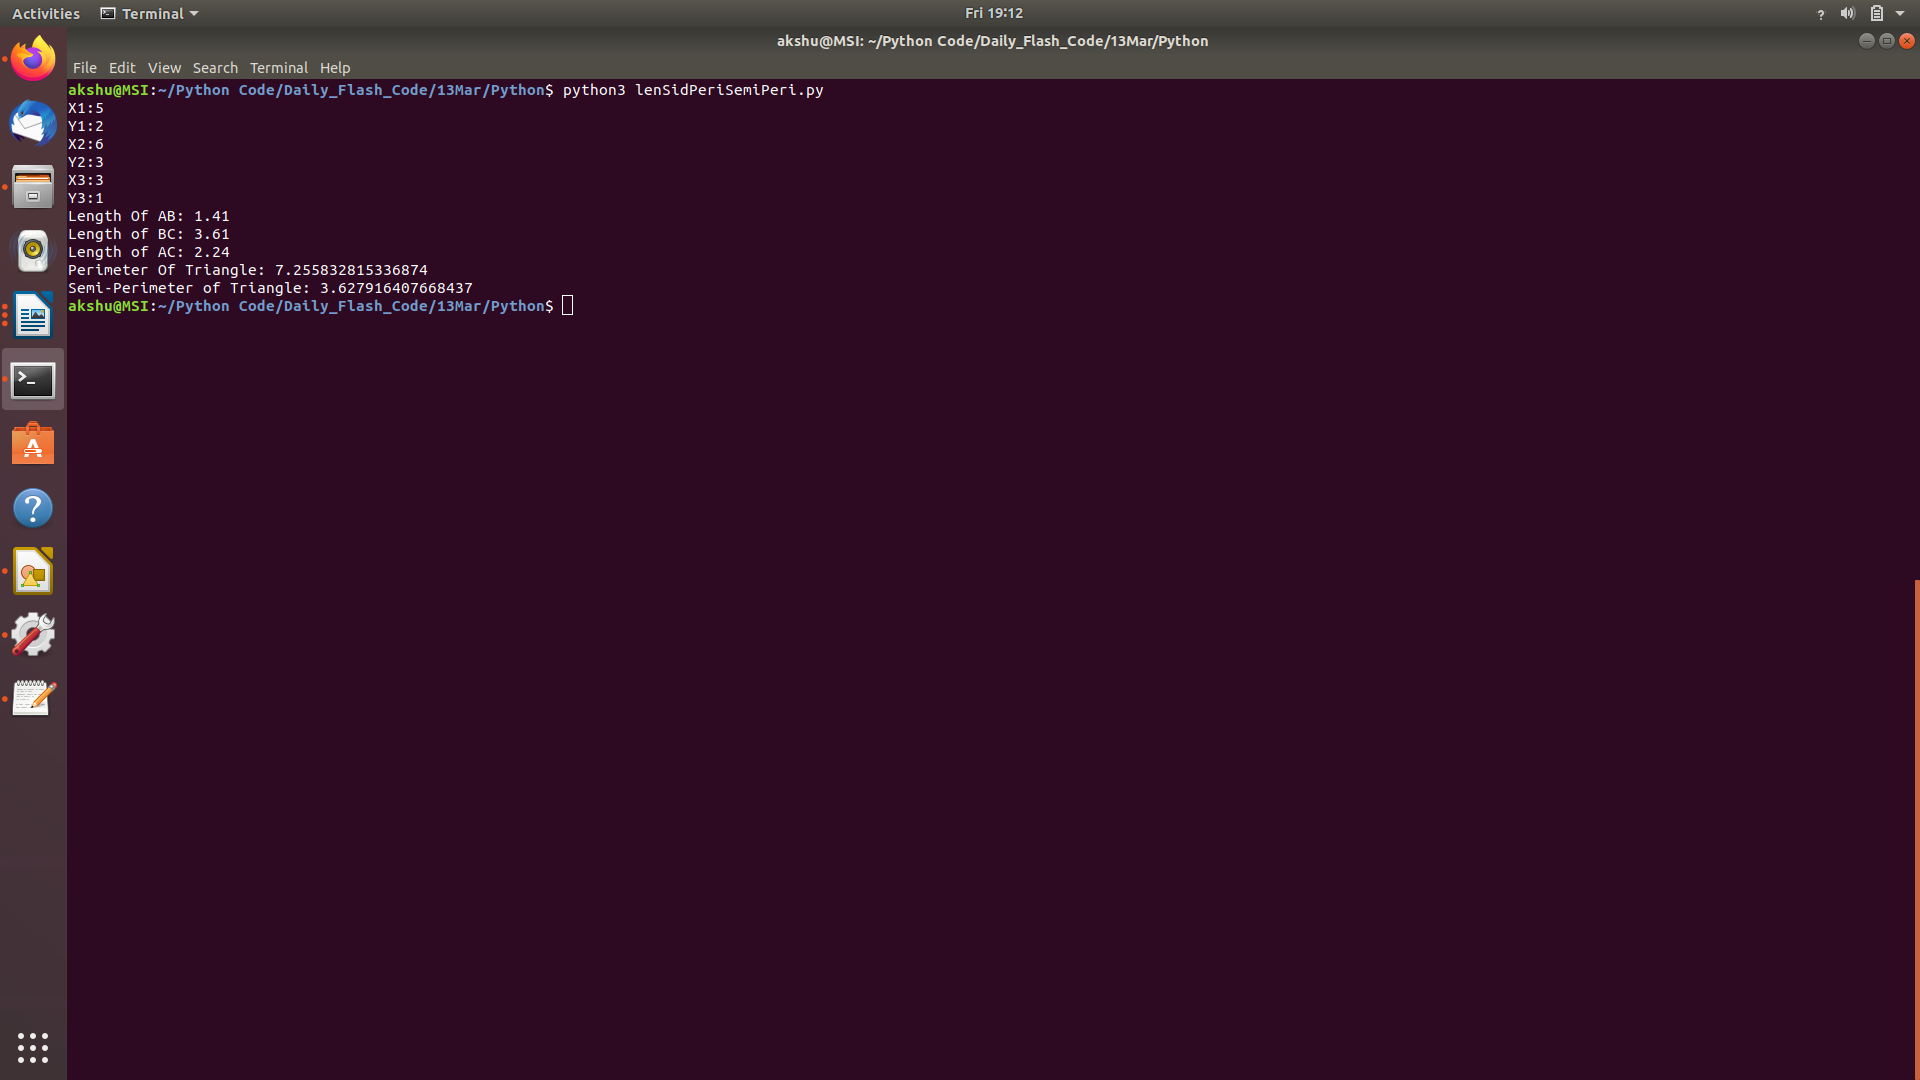 Activities Terminal Fri 19:12 ?
akshu@MSI: ~/Python Code/Daily_Flash_Code/13Mar/Python
File Edit View Search Terminal Help
akshu@MSI:~/Python Code/Daily_Flash_Code/13Mar/Python$ python3 lenSidPeriSemiPeri.py
X1:5
Y1:2
X2:6
Y2:3
X3:3
Y3:1
Length Of AB: 1.41
Length of BC: 3.61
Length of AC: 2.24
Perimeter Of Triangle: 7.255832815336874
Semi-Perimeter of Triangle: 3.627916407668437
akshu@MSI:~/Python Code/Daily_Flash_Code/13Mar/Python$